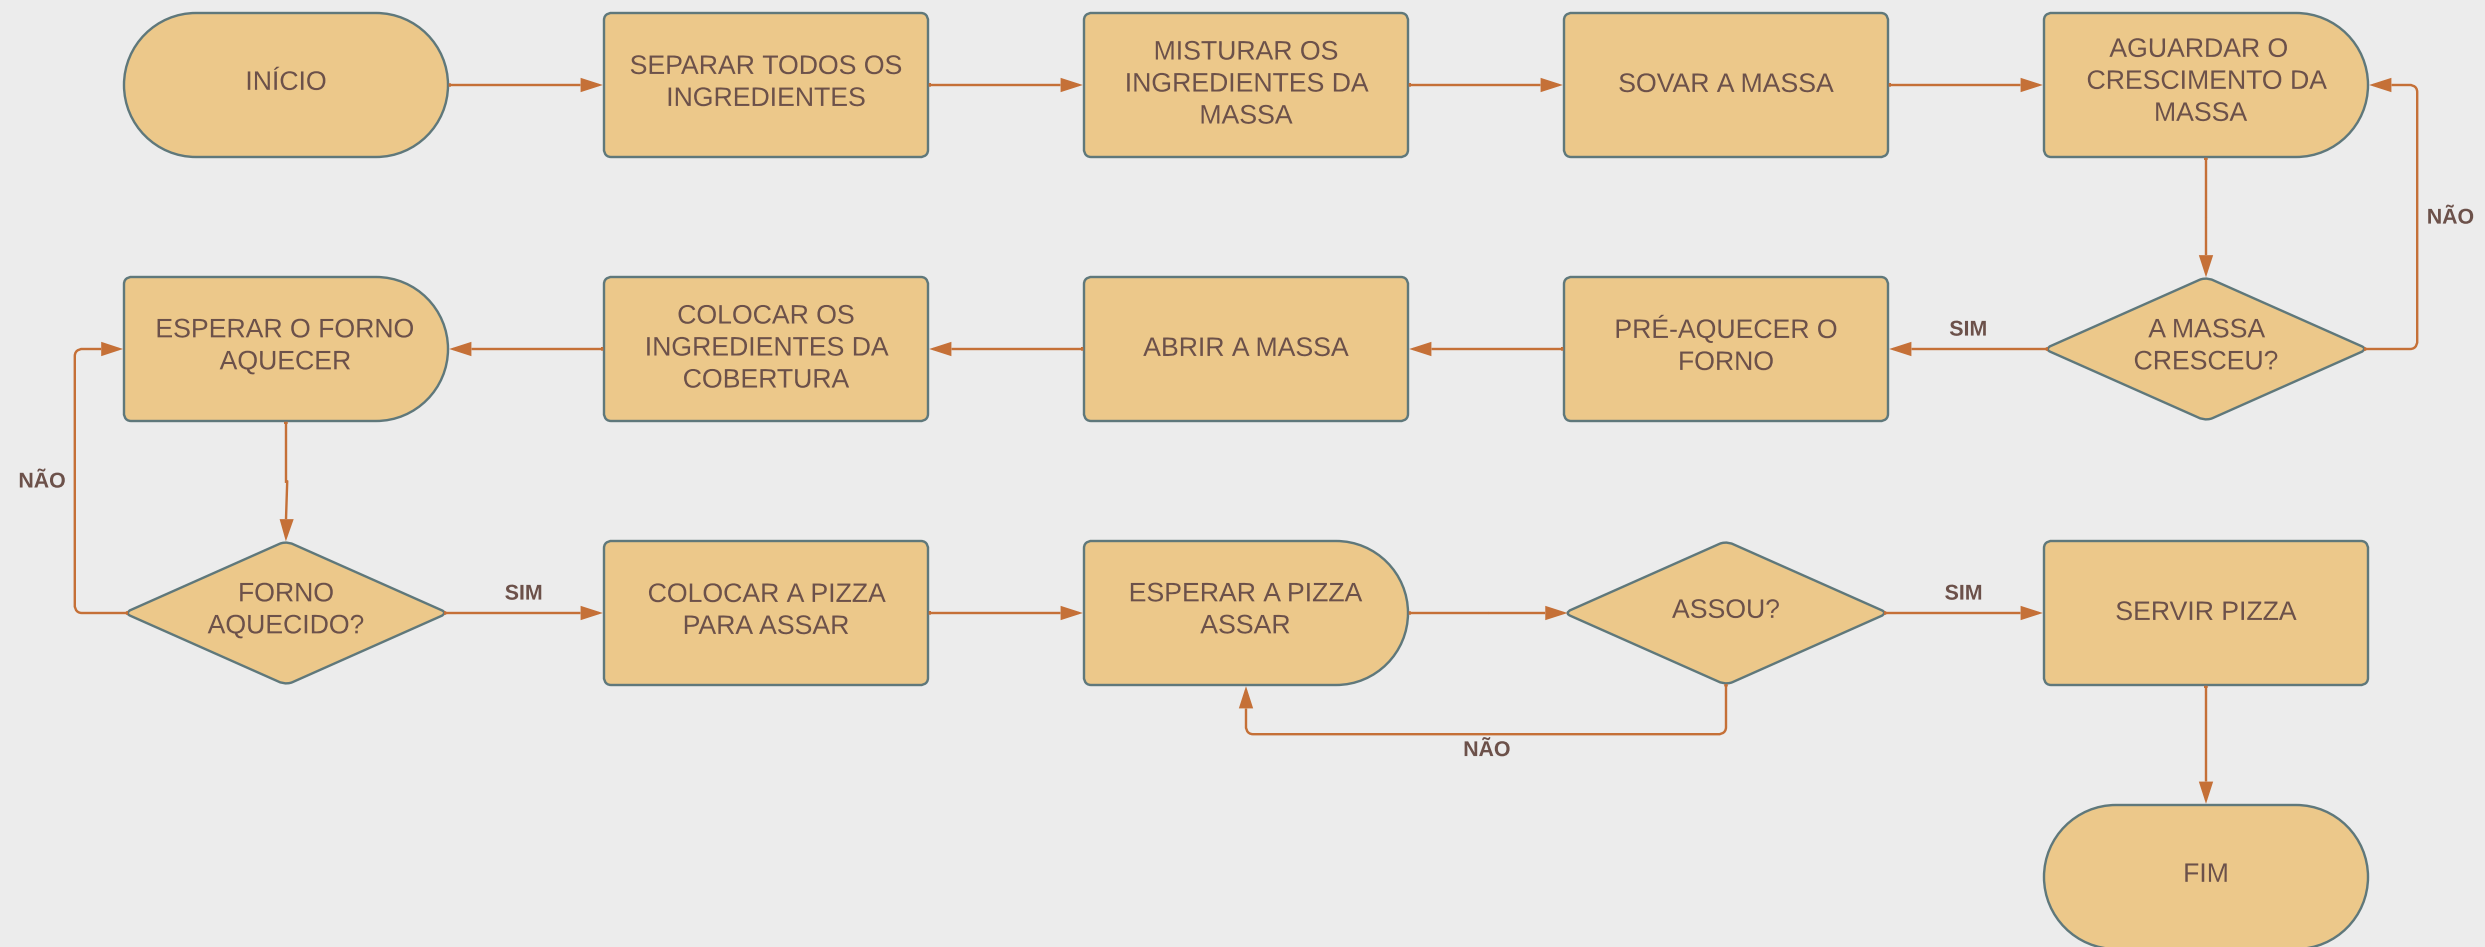 INÍCIO
SEPARAR TODOS OS
INGREDIENTES
MISTURAR OS
INGREDIENTES DA
MASSA
SOVAR A MASSA
AGUARDAR O
CRESCIMENTO DA
MASSA
NÃO
A MASSA
CRESCEU?
SIM
PRÉ-AQUECER O
FORNO
ABRIR A MASSA
COLOCAR OS
INGREDIENTES DA
COBERTURA
ESPERAR O FORNO
AQUECER
NÃO
FORNO
AQUECIDO?
SIM
COLOCAR A PIZZA
PARA ASSAR
ESPERAR A PIZZA
ASSAR
ASSOU?
NÃO
SIM
SERVIR PIZZA
FIM